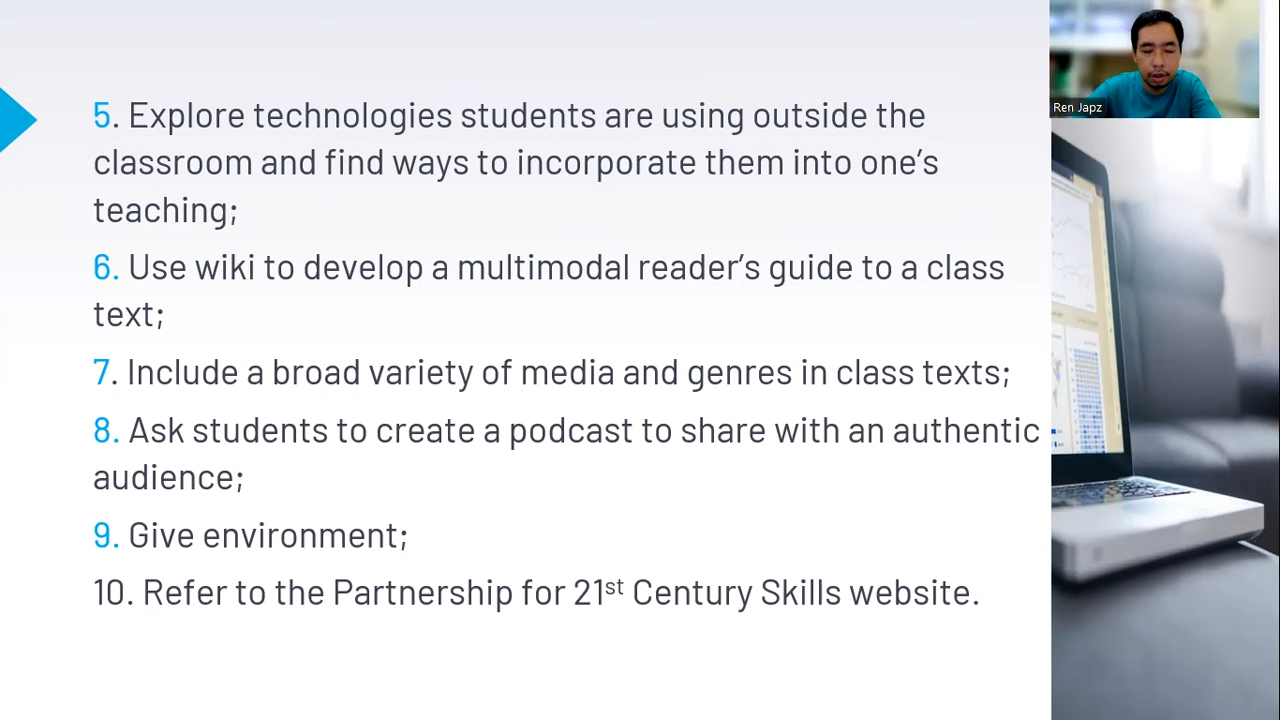 5. Explore technologies students are using outside the
classroom and find ways to incorporate them into one's
teaching;
6. Use wiki to develop a multimodal reader's guide to a class
text;
7. Include a broad variety of media and genres in class texts;
8. Ask students to create a podcast to share with an authentic
audience;
9. Give environment;
10. Refer to the Partnership for 21st Century Skills website.
Ren Japz